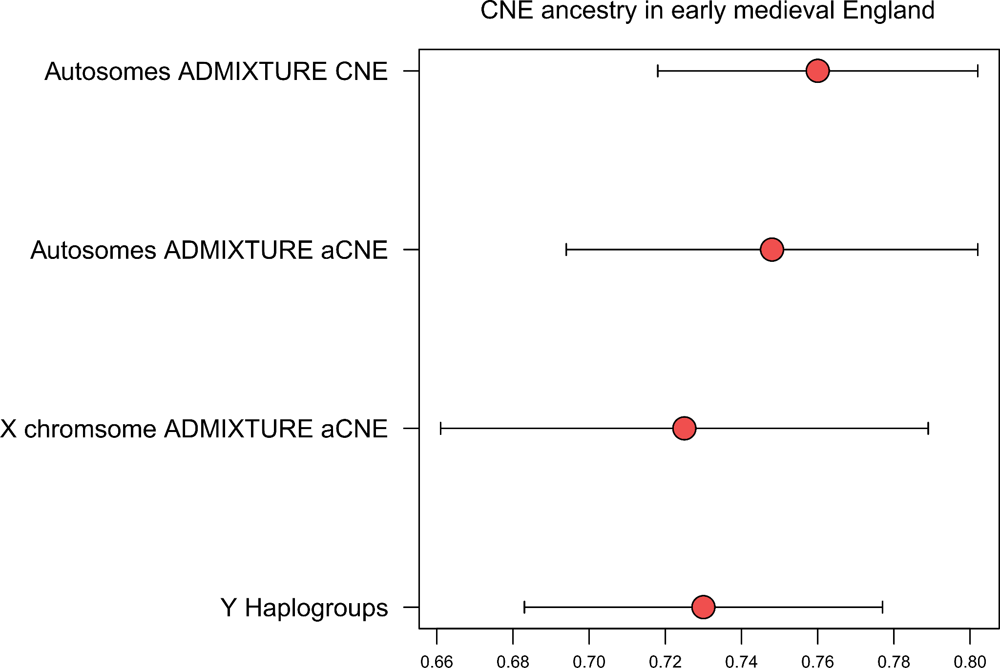 CNE ancestry in early medieval England
Autosomes ADMIXTURE CNE
Autosomes ADMIXTURE aCNE
X chromsome ADMIXTURE aCNE
Y Haplogroups
0.66 0.68 0.70 0.72 0.74 0.76 0.78 0.80